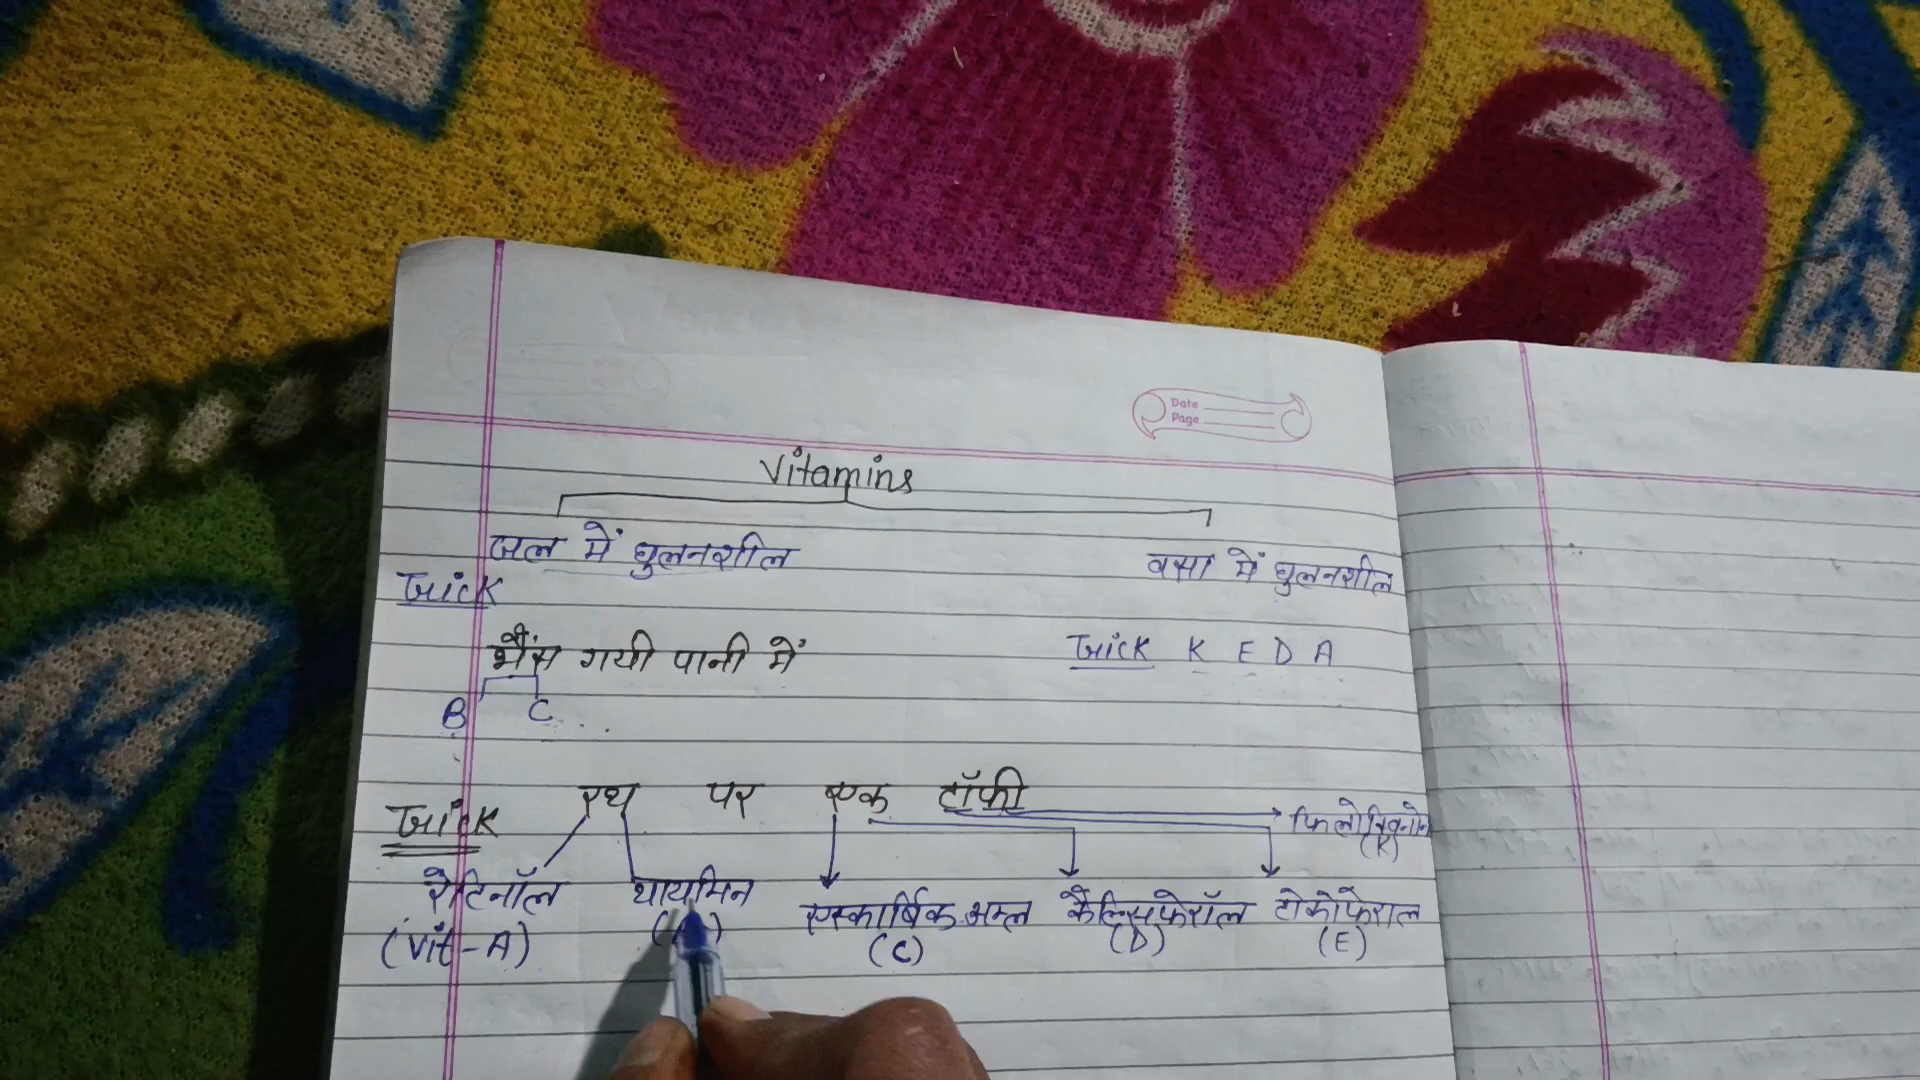 Date
Page
Vitamins
जल में घुलनशील
वसा में घुलनशील
Trick
भैंस गयी पानी में
Trick K E D A
B C
Trick
रथ पर एक टॉफी
फिलोक्विनोन
(K)
रेटिनॉल
थायमिन
एस्कार्बिक अम्ल
कैल्सिफेरॉल
टोकोफेराल
(Vit-A)
(C)
(D)
(E)